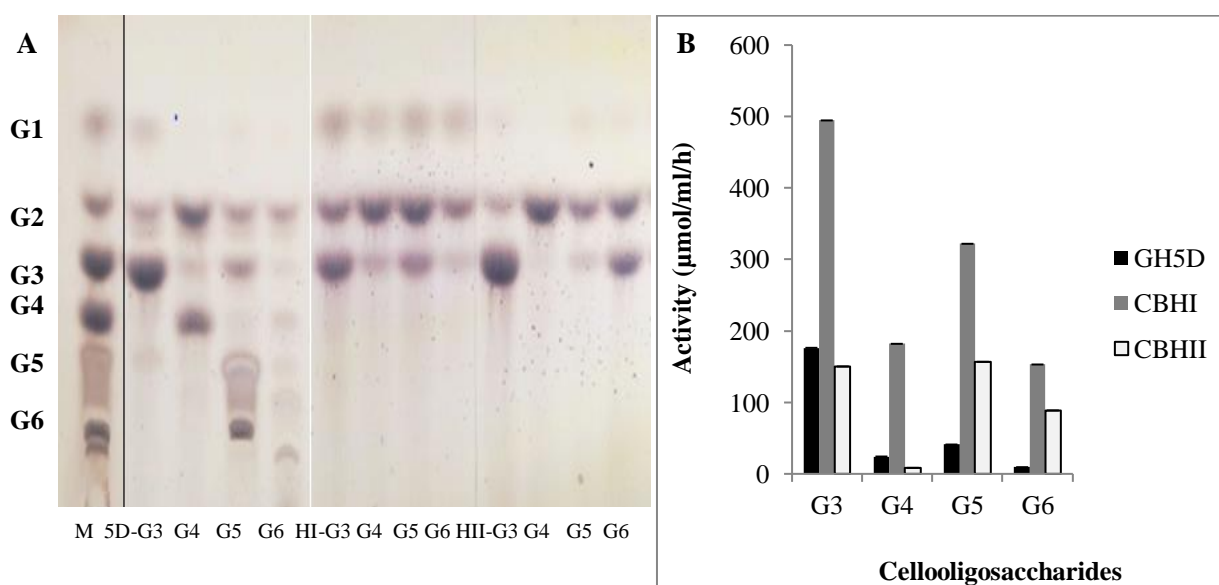 A
G1
G2
G3
G4
G5
G6
M 5D-G3 G4 G5 G6 HI-G3 G4 G5 G6 HII-G3 G4 G5 G6
B
Activity (µmol/ml/h)
600
500
400
300
200
100
0
G3 G4 G5 G6
Cellooligosaccharides
GH5D
CBHI
CBHII